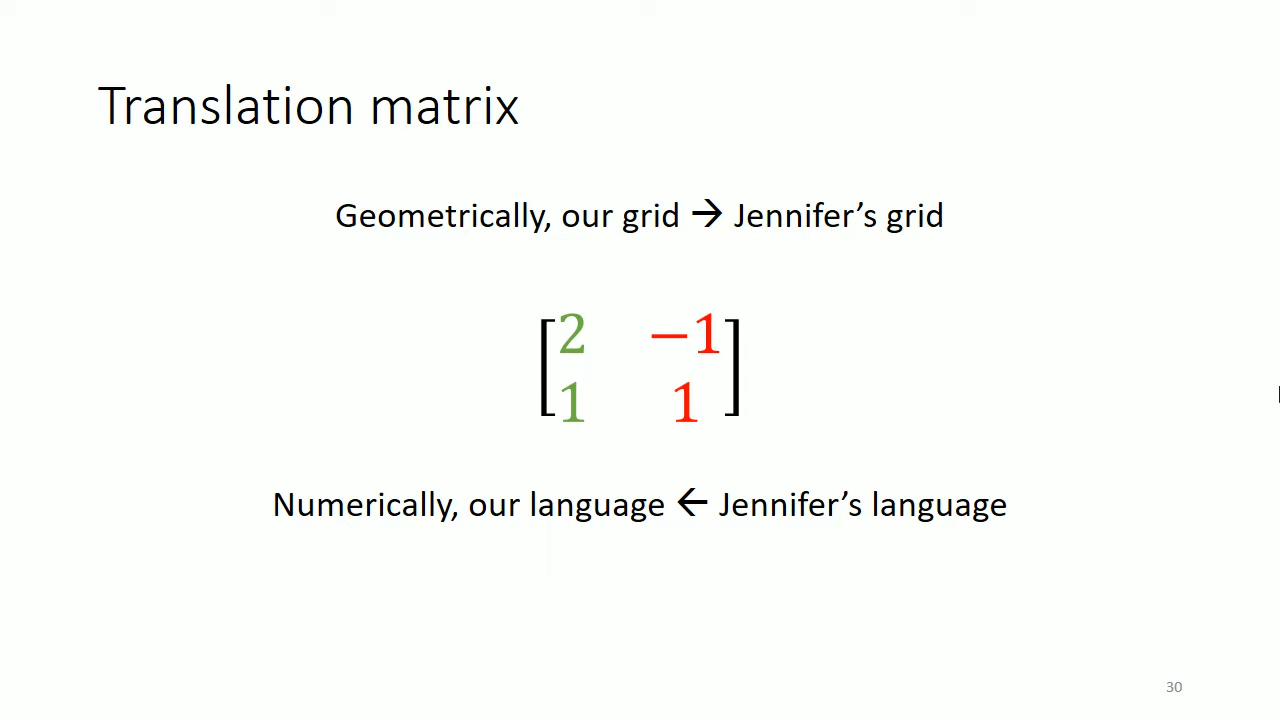 Translation matrix
Geometrically, our grid → Jennifer’s grid
[2 −1
1 1]
Numerically, our language ← Jennifer’s language
30